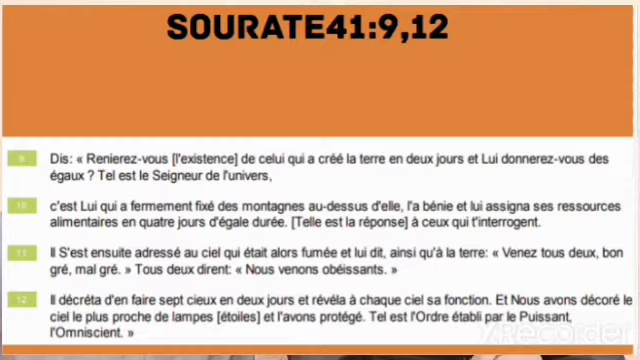 SOURATE41:9,12
9 Dis: « Renierez-vous [l'existence] de celui qui a créé la terre en deux jours et Lui donnerez-vous des
égaux ? Tel est le Seigneur de l'univers,
10 c'est Lui qui a fermement fixé des montagnes au-dessus d'elle, l'a bénie et lui assigna ses ressources
alimentaires en quatre jours d'égale durée. [Telle est la réponse] à ceux qui t'interrogent.
11 Il S'est ensuite adressé au ciel qui était alors fumée et lui dit, ainsi qu'à la terre: « Venez tous deux, bon
gré, mal gré. » Tous deux dirent: « Nous venons obéissants. »
12 Il décréta d'en faire sept cieux en deux jours et révéla à chaque ciel sa fonction. Et Nous avons décoré le
ciel le plus proche de lampes [étoiles] et l'avons protégé. Tel est l'Ordre établi par le Puissant,
l'Omniscient. »
XRecorder